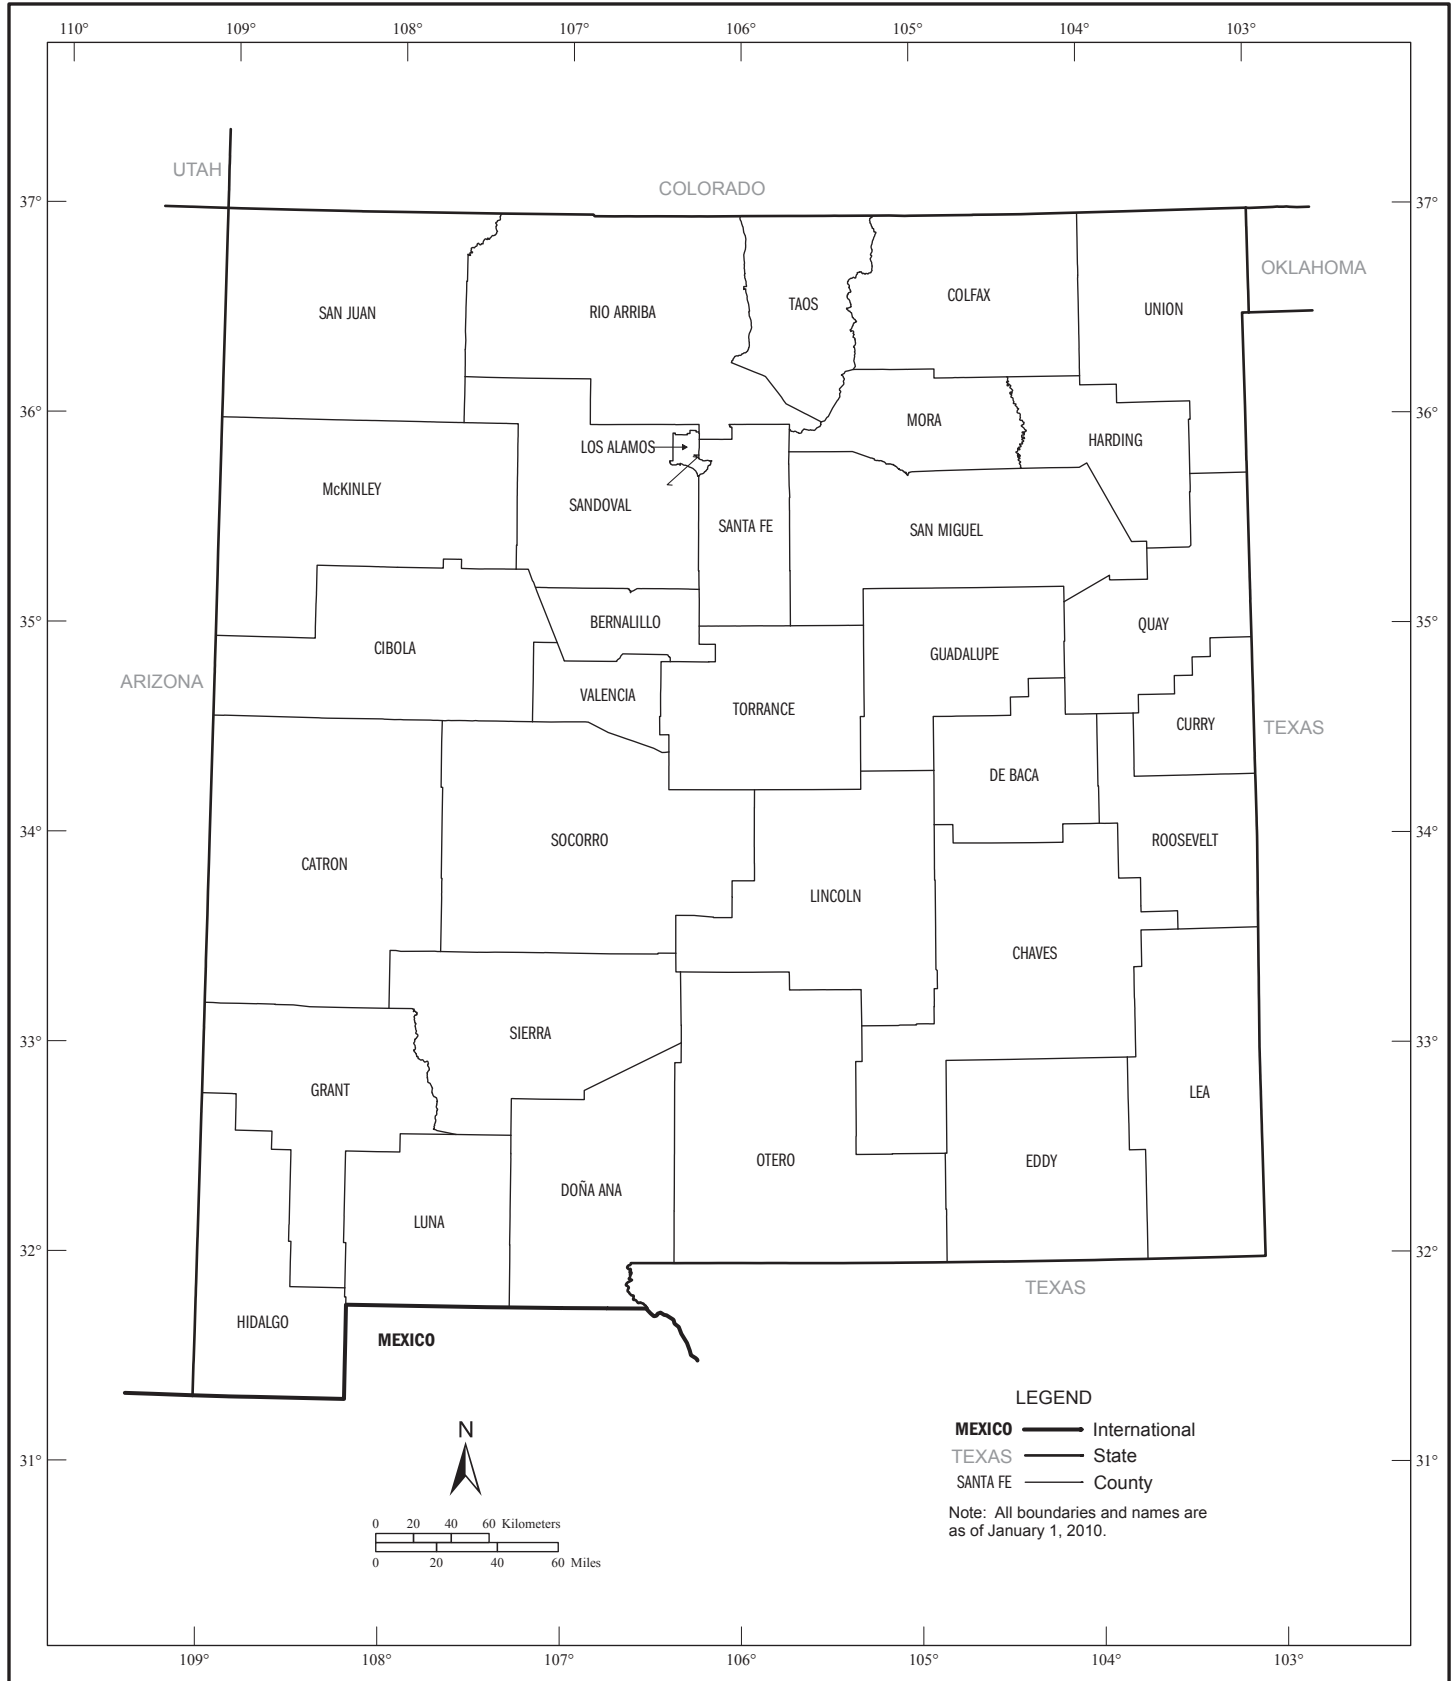 110° 109° 108° 107° 106° 105° 104° 103°
UTAH
COLORADO
37° 37°
OKLAHOMA
SAN JUAN
RIO ARRIBA
TAOS
COLFAX
UNION
36° 36°
MORA
HARDING
LOS ALAMOS
McKINLEY
SANDOVAL
SANTA FE
SAN MIGUEL
35° 35°
BERNALILLO
QUAY
CIBOLA
GUADALUPE
ARIZONA
VALENCIA
TORRANCE
CURRY
TEXAS
DE BACA
34° 34°
CATRON
SOCORRO
ROOSEVELT
LINCOLN
CHAVES
33° 33°
SIERRA
GRANT
LEA
OTERO
EDDY
DOÑA ANA
LUNA
32° 32°
TEXAS
HIDALGO
MEXICO
LEGEND
MEXICO International
TEXAS State
SANTA FE County
Note: All boundaries and names are
as of January 1, 2010.
N
31° 31°
0 20 40 60 Kilometers
0 20 40 60 Miles
109° 108° 107° 106° 105° 104° 103°